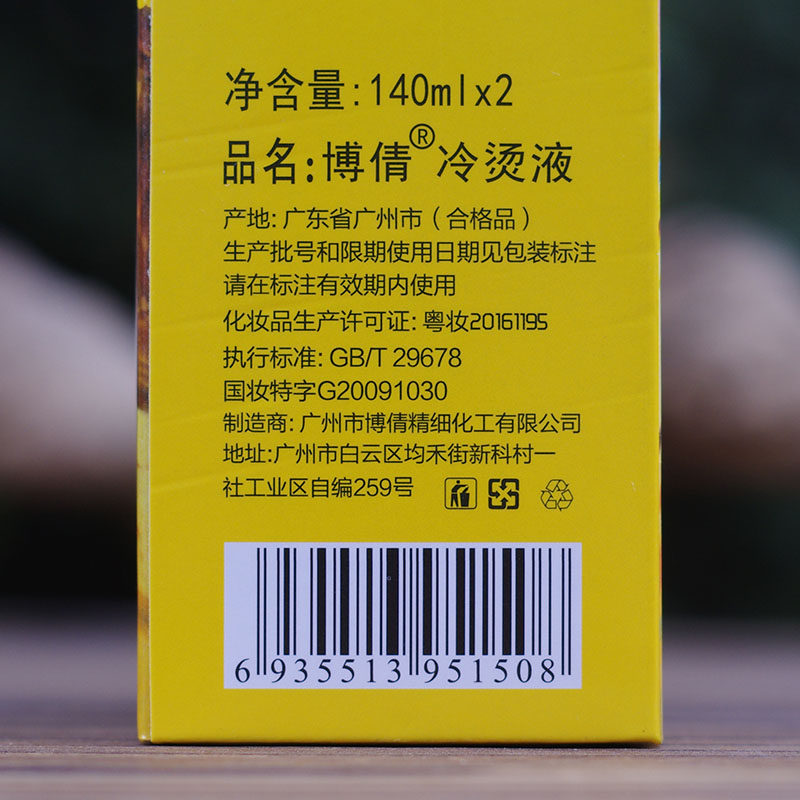 净含量:140mlx2
品名:博倩®冷烫液
产地: 广东省广州市（合格品）
生产批号和限期使用日期见包装标注
请在标注有效期内使用
化妆品生产许可证: 粤妆20161195
执行标准: GB/T 29678
国妆特字G20091030
制造商: 广州市博倩精细化工有限公司
地址:广州市白云区均禾街新科村一
社工业区自编259号
6 935513 951508